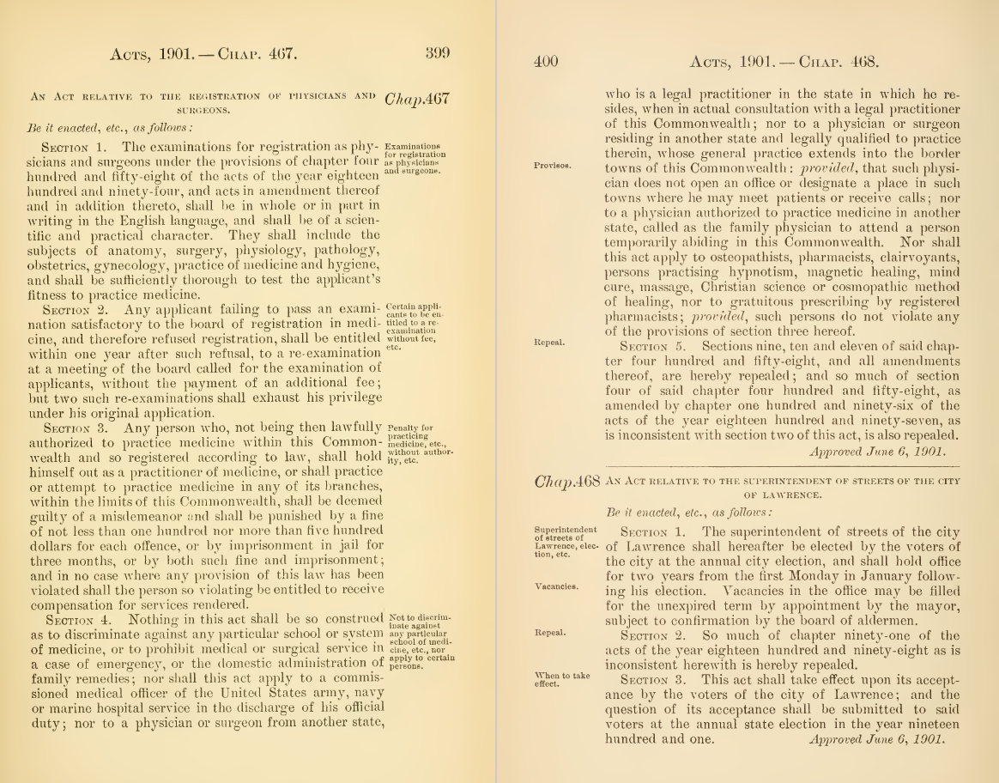 ACTS, 1901. — CHAP. 467. 399
AN ACT RELATIVE TO THE REGISTRATION OF PHYSICIANS AND Chap.467
SURGEONS.
Be it enacted, etc., as follows:
SECTION 1. The examinations for registration as phy-
sicians and surgeons under the provisions of chapter four
hundred and fifty-eight of the acts of the year eighteen
hundred and ninety-four, and acts in amendment thereof
and in addition thereto, shall be in whole or in part in
writing in the English language, and shall be of a scien-
tific and practical character. They shall include the
subjects of anatomy, surgery, physiology, pathology,
obstetrics, gynecology, practice of medicine and hygiene,
and shall be sufficiently thorough to test the applicant's
fitness to practice medicine.
Examinations
for registration
as physicians
and surgeons.
SECTION 2. Any applicant failing to pass an exami-
nation satisfactory to the board of registration in medi-
cine, and therefore refused registration, shall be entitled
within one year after such refusal, to a re-examination
at a meeting of the board called for the examination of
applicants, without the payment of an additional fee;
but two such re-examinations shall exhaust his privilege
under his original application.
Certain appli-
cants to be en-
titled to a re-
examination
without fee,
etc.
SECTION 3. Any person who, not being then lawfully
authorized to practice medicine within this Common-
wealth and so registered according to law, shall hold
himself out as a practitioner of medicine, or shall practice
or attempt to practice medicine in any of its branches,
within the limits of this Commonwealth, shall be deemed
guilty of a misdemeanor and shall be punished by a fine
of not less than one hundred nor more than five hundred
dollars for each offence, or by imprisonment in jail for
three months, or by both such fine and imprisonment;
and in no case where any provision of this law has been
violated shall the person so violating be entitled to receive
compensation for services rendered.
Penalty for
practicing
medicine, etc.,
without author-
ity, etc.
SECTION 4. Nothing in this act shall be so construed
as to discriminate against any particular school or system
of medicine, or to prohibit medical or surgical service in
a case of emergency, or the domestic administration of
family remedies; nor shall this act apply to a commis-
sioned medical officer of the United States army, navy
or marine hospital service in the discharge of his official
duty; nor to a physician or surgeon from another state,
Not to discrim-
inate against
any particular
school of medi-
cine, etc., nor
apply to certain
persons.
400 ACTS, 1901. — CHAP. 468.
who is a legal practitioner in the state in which he re-
sides, when in actual consultation with a legal practitioner
of this Commonwealth; nor to a physician or surgeon
residing in another state and legally qualified to practice
therein, whose general practice extends into the border
towns of this Commonwealth: provided, that such physi-
cian does not open an office or designate a place in such
towns where he may meet patients or receive calls; nor
to a physician authorized to practice medicine in another
state, called as the family physician to attend a person
temporarily abiding in this Commonwealth. Nor shall
this act apply to osteopathists, pharmacists, clairvoyants,
persons practising hypnotism, magnetic healing, mind
cure, massage, Christian science or cosmopathic method
of healing, nor to gratuitous prescribing by registered
pharmacists; provided, such persons do not violate any
of the provisions of section three hereof.
Provisos.
SECTION 5. Sections nine, ten and eleven of said chap-
ter four hundred and fifty-eight, and all amendments
thereof, are hereby repealed; and so much of section
four of said chapter four hundred and fifty-eight, as
amended by chapter one hundred and ninety-six of the
acts of the year eighteen hundred and ninety-seven, as
is inconsistent with section two of this act, is also repealed.
Repeal.
Approved June 6, 1901.
Chap.468 AN ACT RELATIVE TO THE SUPERINTENDENT OF STREETS OF THE CITY
OF LAWRENCE.
Be it enacted, etc., as follows:
SECTION 1. The superintendent of streets of the city
of Lawrence shall hereafter be elected by the voters of
the city at the annual city election, and shall hold office
for two years from the first Monday in January follow-
ing his election. Vacancies in the office may be filled
for the unexpired term by appointment by the mayor,
subject to confirmation by the board of aldermen.
Superintendent
of streets of
Lawrence, elec-
tion, etc.
Vacancies.
SECTION 2. So much of chapter ninety-one of the
acts of the year eighteen hundred and ninety-eight as is
inconsistent herewith is hereby repealed.
Repeal.
SECTION 3. This act shall take effect upon its accept-
ance by the voters of the city of Lawrence; and the
question of its acceptance shall be submitted to said
voters at the annual state election in the year nineteen
hundred and one. Approved June 6, 1901.
When to take
effect.